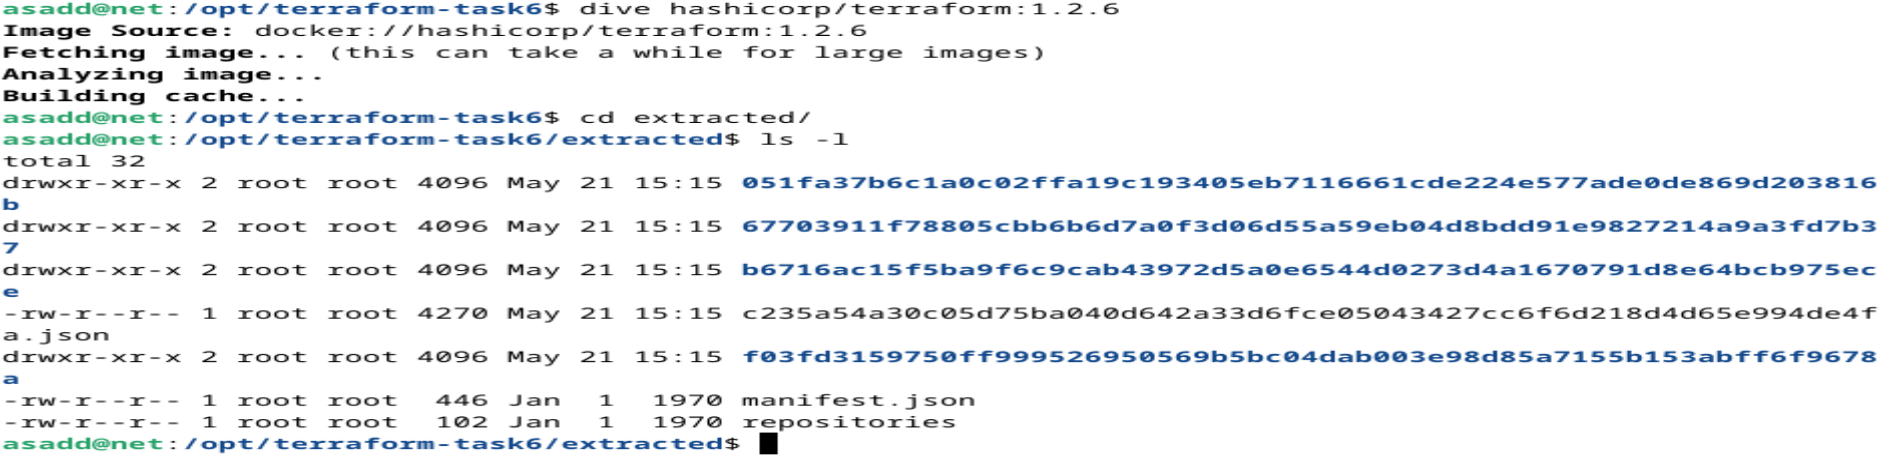 asadd@net:/opt/terraform-task6$ dive hashicorp/terraform:1.2.6
Image Source: docker://hashicorp/terraform:1.2.6
Fetching image... (this can take a while for large images)
Analyzing image...
Building cache...
asadd@net:/opt/terraform-task6$ cd extracted/
asadd@net:/opt/terraform-task6/extracted$ ls -l
total 32
drwxr-xr-x 2 root root 4096 May 21 15:15 051fa37b6c1a0c02ffa19c193405eb7116661cde224e577ade0de869d203816
b
drwxr-xr-x 2 root root 4096 May 21 15:15 67703911f78805cbb6b6d7a0f3d06d55a59eb04d8bdd91e9827214a9a3fd7b3
7
drwxr-xr-x 2 root root 4096 May 21 15:15 b6716ac15f5ba9f6c9cab43972d5a0e6544d0273d4a1670791d8e64bcb975ec
e
-rw-r--r-- 1 root root 4270 May 21 15:15 c235a54a30c05d75ba040d642a33d6fce05043427cc6f6d218d4d65e994de4f
a.json
drwxr-xr-x 2 root root 4096 May 21 15:15 f03fd3159750ff999526950569b5bc04dab003e98d85a7155b153abff6f9678
a
-rw-r--r-- 1 root root  446 Jan  1  1970 manifest.json
-rw-r--r-- 1 root root  102 Jan  1  1970 repositories
asadd@net:/opt/terraform-task6/extracted$